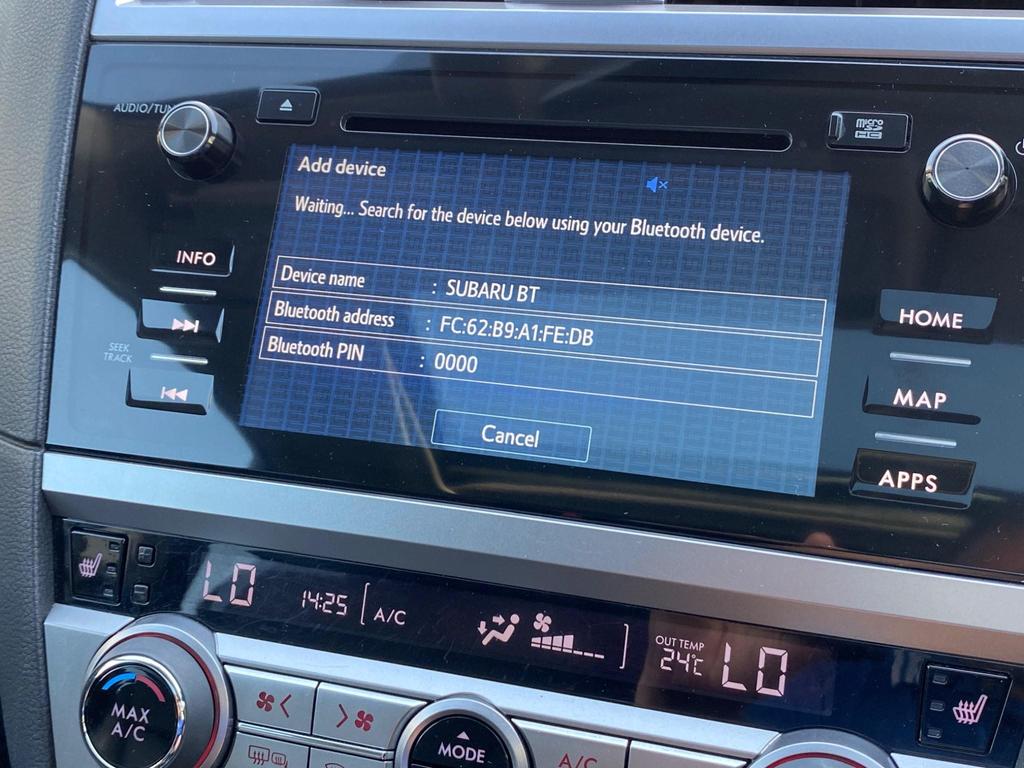 AUDIO/TUN
micro
HC
Add device
Waiting... Search for the device below using your Bluetooth device.
INFO
Device name : SUBARU BT
Bluetooth address : FC:62:B9:A1:FE:DB
Bluetooth PIN : 0000
HOME
SEEK
TRACK
MAP
Cancel
APPS
LO
14:25
A/C
OUT TEMP
24°C
LO
MAX
A/C
MODE
A/C